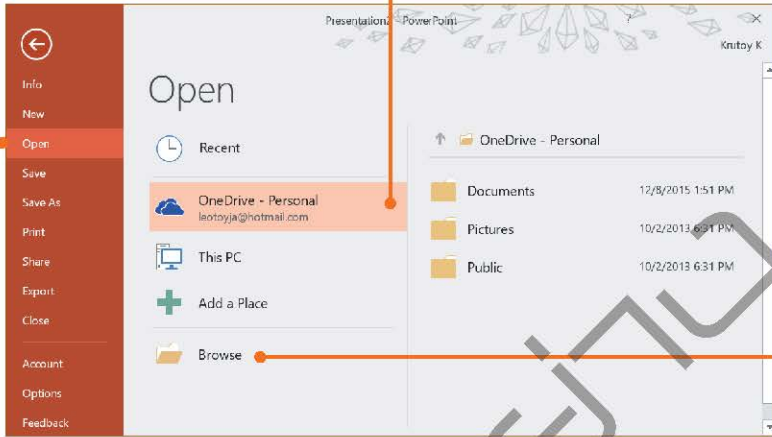 Presentation2 - PowerPoint
?
Krutoy K
Info
New
Open
Save
Save As
Print
Share
Export
Close
Account
Options
Feedback
Open
Recent
OneDrive - Personal
leotoyja@hotmail.com
This PC
Add a Place
Browse
OneDrive - Personal
Documents 12/8/2015 1:51 PM
Pictures 10/2/2013 6:31 PM
Public 10/2/2013 6:31 PM